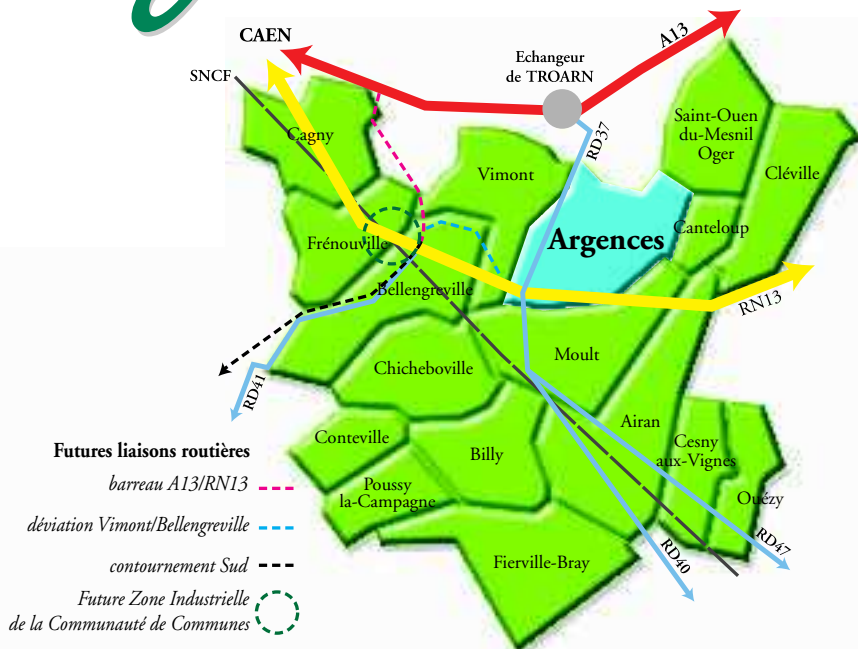 CAEN
A13
SNCF
Echangeur
de TROARN
RD37
Saint-Ouen
du-Mesnil
Oger
Cagny
Vimont
Cléville
Frénouville
Argences
Canteloup
Bellengreville
RN13
Chicheboville
Moult
RD41
Airan
Conteville
Billy
Cesny
aux-Vignes
Poussy
la-Campagne
Ouézy
Fierville-Bray
RD40
RD47
Futures liaisons routières
barreau A13/RN13
déviation Vimont/Bellengreville
contournement Sud
Future Zone Industrielle
de la Communauté de Communes